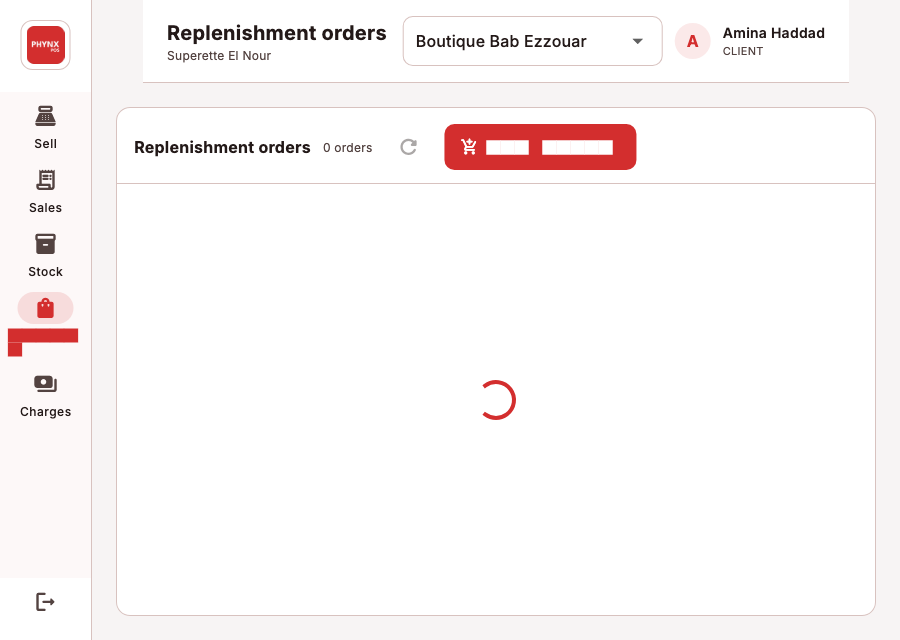 PHYNX
POS
Replenishment orders
Superette El Nour
Boutique Bab Ezzouar
A
Amina Haddad
CLIENT
Sell
Sales
Stock
Charges
Replenishment orders
0 orders